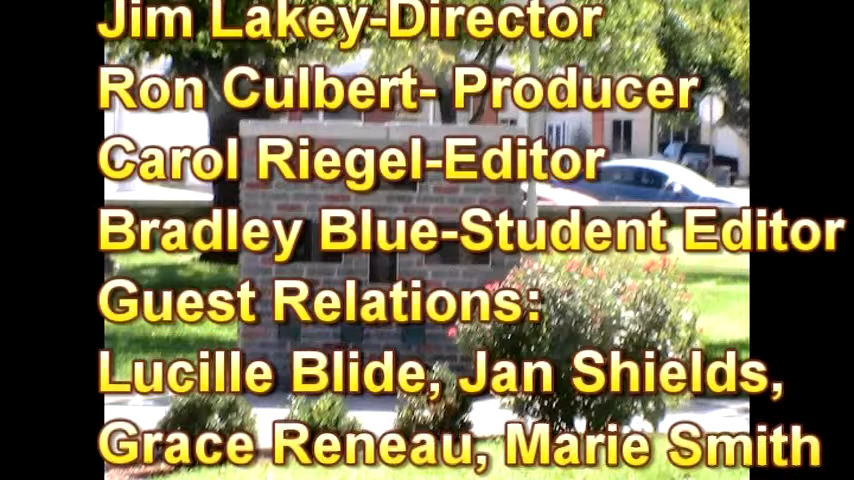 Jim Lakey-Director
Ron Culbert- Producer
Carol Riegel-Editor
Bradley Blue-Student Editor
Guest Relations:
Lucille Blide, Jan Shields,
Grace Reneau, Marie Smith